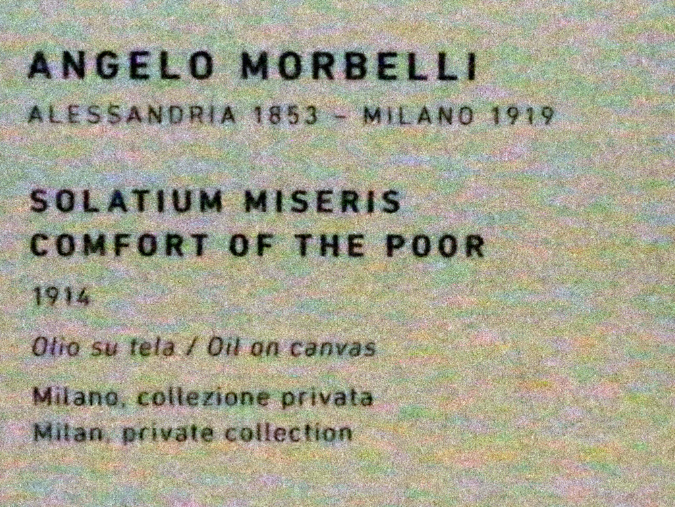 ANGELO MORBELLI
ALESSANDRIA 1853 – MILANO 1919
SOLATIUM MISERIS
COMFORT OF THE POOR
1914
Olio su tela / Oil on canvas
Milano, collezione privata
Milan, private collection